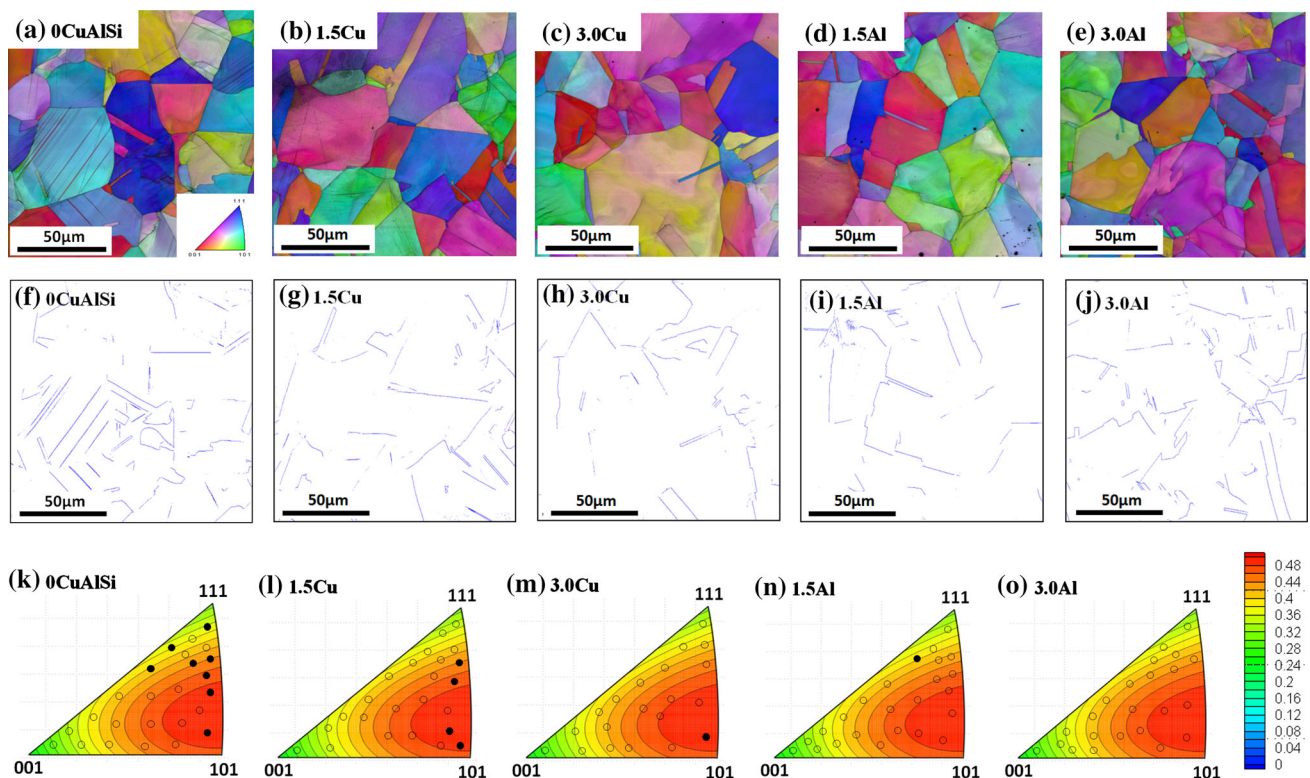 (a) 0CuAlSi
(b) 1.5Cu
(c) 3.0Cu
(d) 1.5Al
(e) 3.0Al
111
001 101
50μm
50μm
50μm
50μm
50μm
(f) 0CuAlSi
(g) 1.5Cu
(h) 3.0Cu
(i) 1.5Al
(j) 3.0Al
50μm
50μm
50μm
50μm
50μm
(k) 0CuAlSi
(l) 1.5Cu
(m) 3.0Cu
(n) 1.5Al
(o) 3.0Al
111
111
111
111
111
001 101
001 101
001 101
001 101
001 101
0.48
0.44
0.4
0.36
0.32
0.28
0.24
0.20
0.16
0.12
0.08
0.04
0